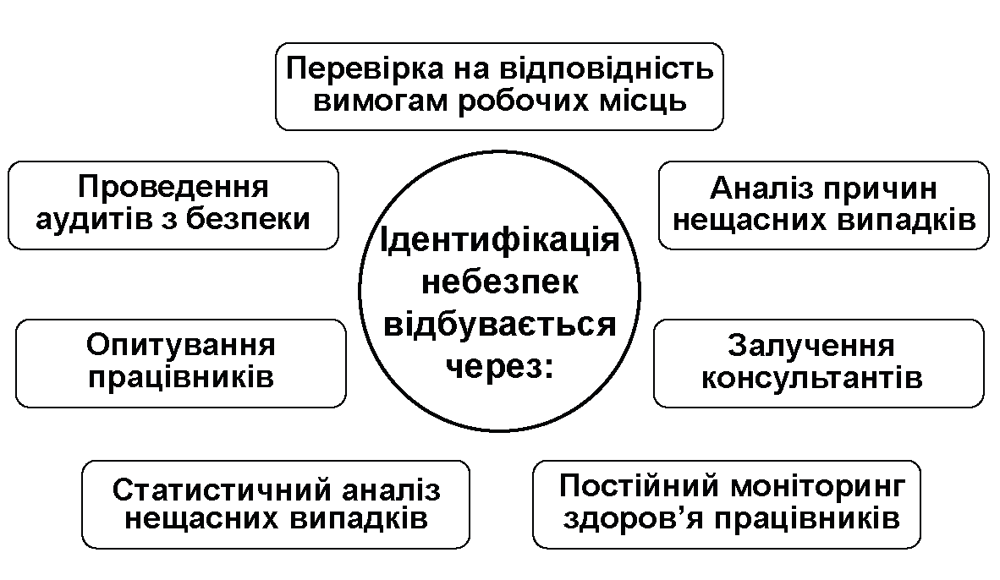 Перевірка на відповідність
вимогам робочих місць
Проведення
аудитів з безпеки
Аналіз причин
нещасних випадків
Ідентифікація
небезпек
відбувається
через:
Опитування
працівників
Залучення
консультантів
Статистичний аналіз
нещасних випадків
Постійний моніторинг
здоров’я працівників